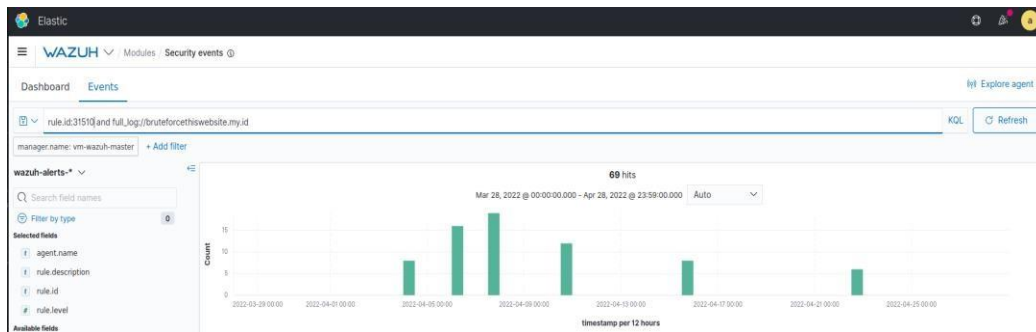 Elastic
a
WAZUH / Modules / Security events
Dashboard Events
Explore agent
rule.id:31510 and full_log://bruteforcethiswebsite.my.id
KQL
Refresh
manager.name: vm-wazuh-master
+ Add filter
wazuh-alerts-*
Search field names
Filter by type 0
Selected fields
t agent.name
t rule.description
t rule.id
# rule.level
Available fields
69 hits
Mar 28, 2022 @ 00:00:00.000 - Apr 28, 2022 @ 23:59:00.000
Auto
Count
15
10
5
0
2022-03-29 00:00
2022-04-01 00:00
2022-04-05 00:00
2022-04-09 00:00
2022-04-13 00:00
2022-04-17 00:00
2022-04-21 00:00
2022-04-25 00:00
timestamp per 12 hours